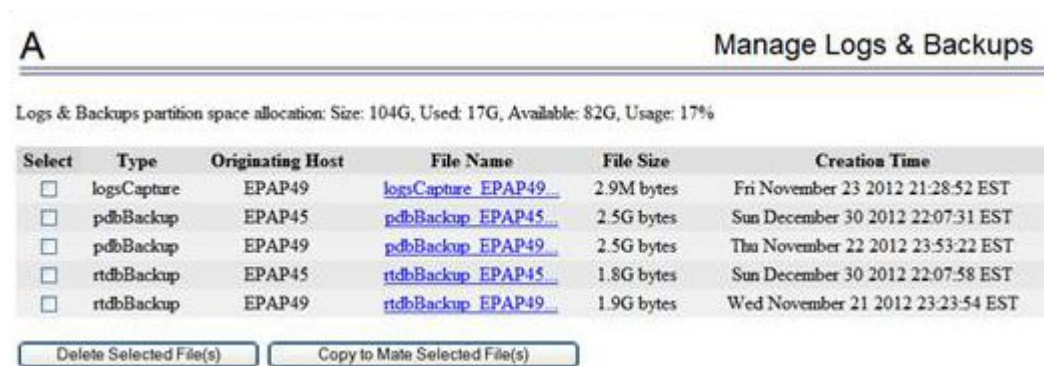 A Manage Logs & Backups
Logs & Backups partition space allocation: Size: 104G, Used: 17G, Available: 82G, Usage: 17%
Select Type Originating Host File Name File Size Creation Time
logsCapture EPAP49 logsCapture_EPAP49... 2.9M bytes Fri November 23 2012 21:28:52 EST
pdbBackup EPAP45 pdbBackup_EPAP45... 2.5G bytes Sun December 30 2012 22:07:31 EST
pdbBackup EPAP49 pdbBackup_EPAP49... 2.5G bytes Thu November 22 2012 23:53:22 EST
rtdbBackup EPAP45 rtdbBackup_EPAP45... 1.8G bytes Sun December 30 2012 22:07:58 EST
rtdbBackup EPAP49 rtdbBackup_EPAP49... 1.9G bytes Wed November 21 2012 23:23:54 EST
Delete Selected File(s) Copy to Mate Selected File(s)